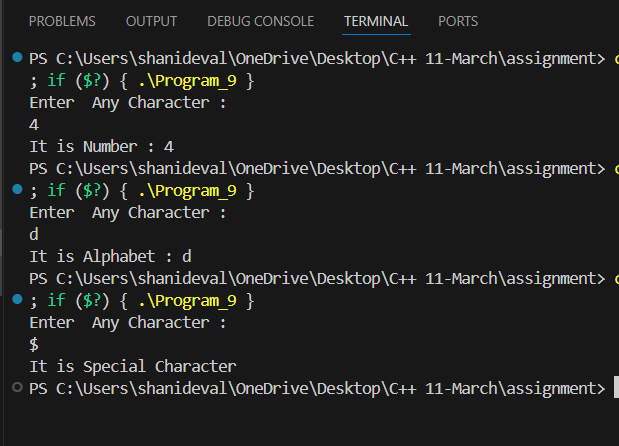 PROBLEMS OUTPUT DEBUG CONSOLE TERMINAL PORTS
PS C:\Users\shanideval\OneDrive\Desktop\C++ 11-March\assignment>
; if ($?) { .\Program_9 }
Enter  Any Character :
4
It is Number : 4
PS C:\Users\shanideval\OneDrive\Desktop\C++ 11-March\assignment>
; if ($?) { .\Program_9 }
Enter  Any Character :
d
It is Alphabet : d
PS C:\Users\shanideval\OneDrive\Desktop\C++ 11-March\assignment>
; if ($?) { .\Program_9 }
Enter  Any Character :
$
It is Special Character
PS C:\Users\shanideval\OneDrive\Desktop\C++ 11-March\assignment>